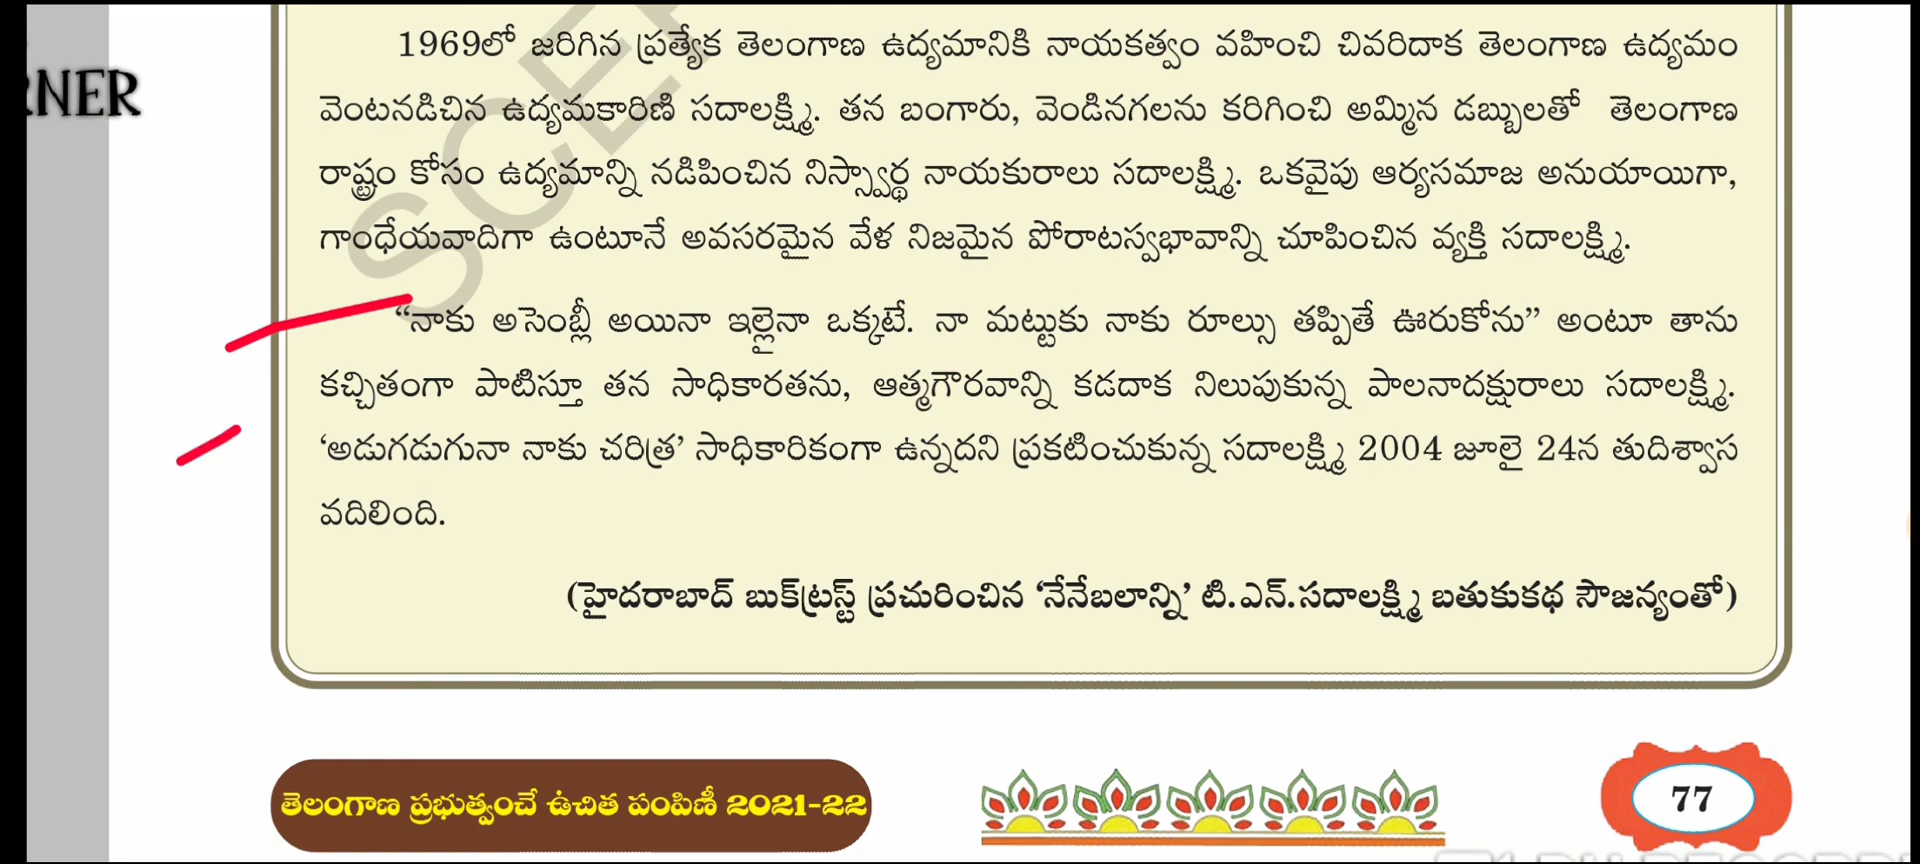 1969లో జరిగిన ప్రత్యేక తెలంగాణ ఉద్యమానికి నాయకత్వం వహించి చివరిదాక తెలంగాణ ఉద్యమం
RNER
వెంటనడిచిన ఉద్యమకారిణి సదాలక్ష్మి. తన బంగారు, వెండినగలను కరిగించి అమ్మిన డబ్బులతో తెలంగాణ
రాష్ట్రం కోసం ఉద్యమాన్ని నడిపించిన నిస్స్వార్థ నాయకురాలు సదాలక్ష్మి. ఒకవైపు ఆర్యసమాజ అనుయాయిగా,
గాంధేయవాదిగా ఉంటూనే అవసరమైన వేళ నిజమైన పోరాటస్వభావాన్ని చూపించిన వ్యక్తి సదాలక్ష్మి.
“నాకు అసెంబ్లీ అయినా ఇల్లైనా ఒక్కటే. నా మట్టుకు నాకు రూల్సు తప్పితే ఊరుకోను” అంటూ తాను
కచ్చితంగా పాటిస్తూ తన సాధికారతను, ఆత్మగౌరవాన్ని కడదాక నిలుపుకున్న పాలనాదక్షురాలు సదాలక్ష్మి.
‘అడుగడుగునా నాకు చరిత్ర’ సాధికారికంగా ఉన్నదని ప్రకటించుకున్న సదాలక్ష్మి 2004 జూలై 24న తుదిశ్వాస
వదిలింది.
(హైదరాబాద్ బుక్‌ట్రస్ట్ ప్రచురించిన ‘నేనేబలాన్ని’ టి.ఎన్.సదాలక్ష్మి బతుకుకథ సౌజన్యంతో)
తెలంగాణ ప్రభుత్వంచే ఉచిత పంపిణీ 2021-22
77